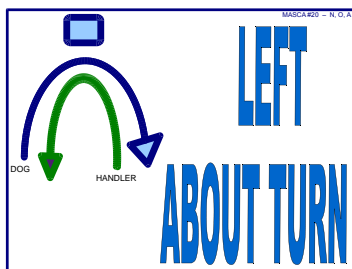 MASCA#20 – N, O, A
LEFT
ABOUT TURN
DOG
HANDLER